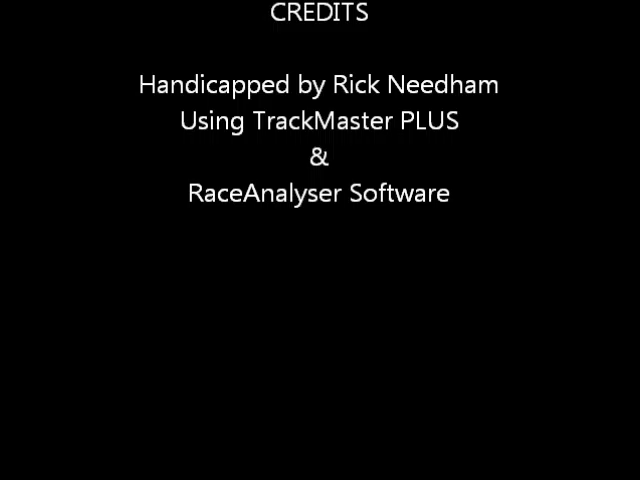 CREDITS
Handicapped by Rick Needham
Using TrackMaster PLUS
&
RaceAnalyser Software